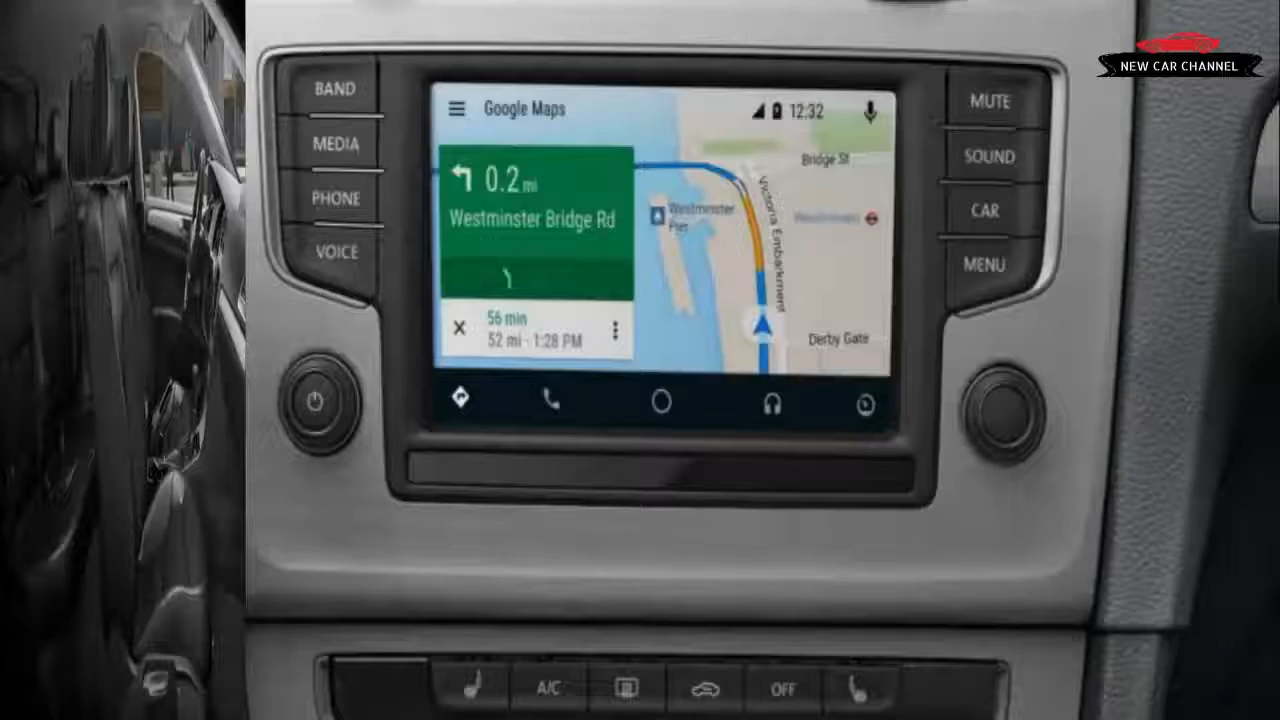 NEW CAR CHANNEL
BAND
MEDIA
PHONE
VOICE
Google Maps
12:32
0.2 mi
Westminster Bridge Rd
56 min
52 mi - 1:28 PM
Bridge St
Westminster
Pier
Victoria Embankment
Westminster
Derby Gate
MUTE
SOUND
CAR
MENU
A/C
OFF